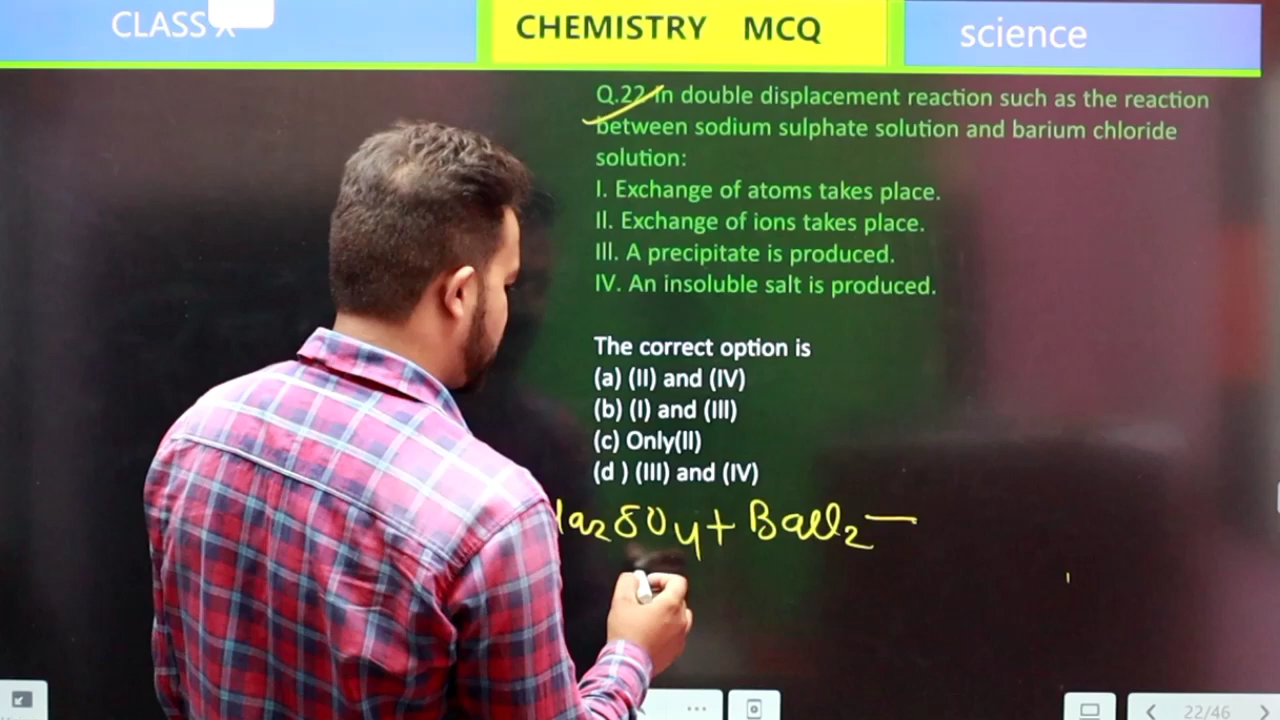 CLASS X
CHEMISTRY MCQ
science
Q.22 In double displacement reaction such as the reaction
between sodium sulphate solution and barium chloride
solution:
I. Exchange of atoms takes place.
II. Exchange of ions takes place.
III. A precipitate is produced.
IV. An insoluble salt is produced.
The correct option is
(a) (II) and (IV)
(b) (I) and (III)
(c) Only(II)
(d ) (III) and (IV)
Na2SO4 + BaCl2 —
22/46